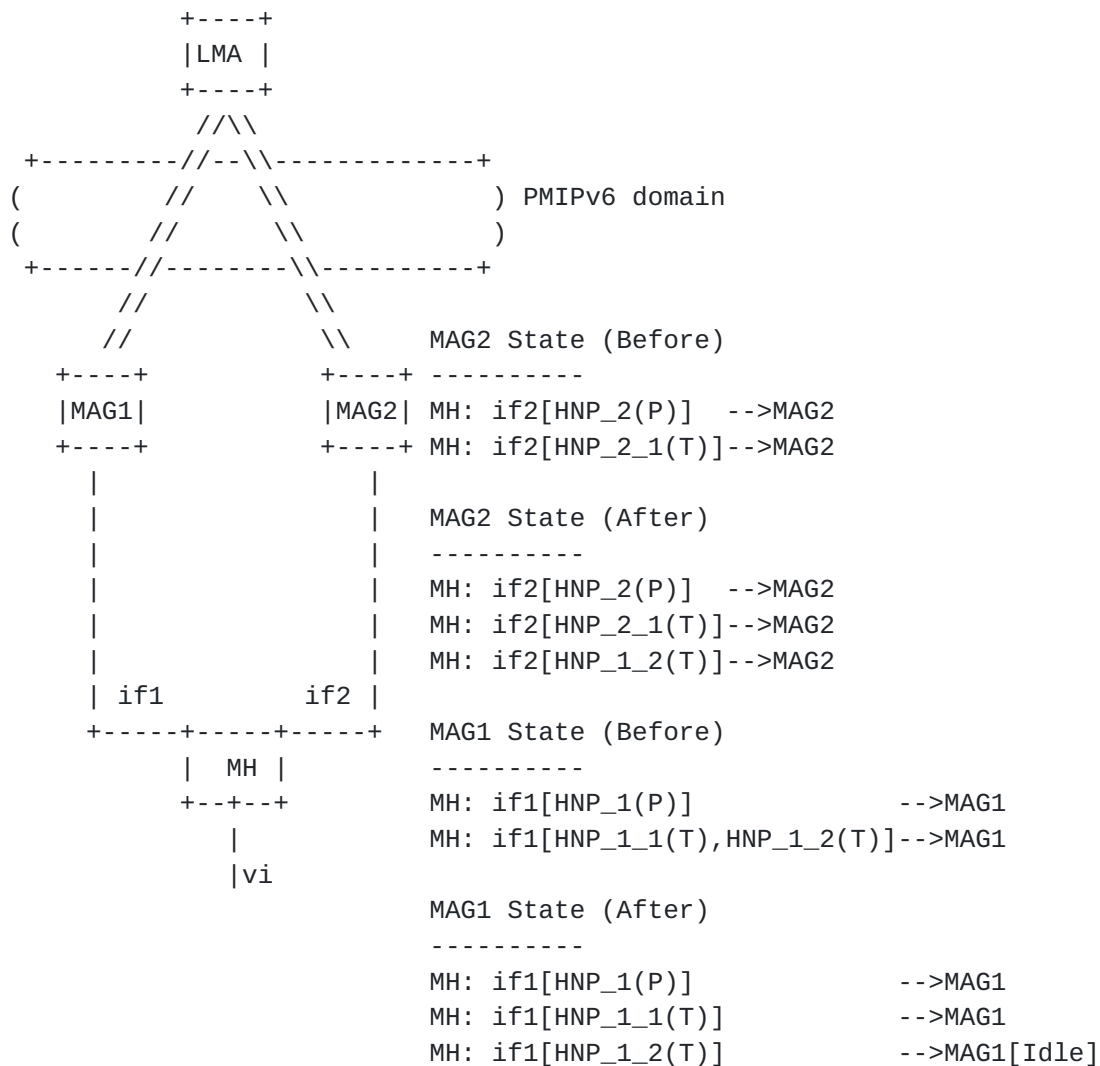 LMA
PMIPv6 domain
MAG2 State (Before)
----------
MAG1 MAG2 MH: if2[HNP_2(P)] -->MAG2
MH: if2[HNP_2_1(T)]-->MAG2
MAG2 State (After)
----------
MH: if2[HNP_2(P)] -->MAG2
MH: if2[HNP_2_1(T)]-->MAG2
MH: if2[HNP_1_2(T)]-->MAG2
if1 if2
MAG1 State (Before)
MH ----------
MH: if1[HNP_1(P)] -->MAG1
MH: if1[HNP_1_1(T),HNP_1_2(T)]-->MAG1
vi
MAG1 State (After)
----------
MH: if1[HNP_1(P)] -->MAG1
MH: if1[HNP_1_1(T)] -->MAG1
MH: if1[HNP_1_2(T)] -->MAG1[Idle]